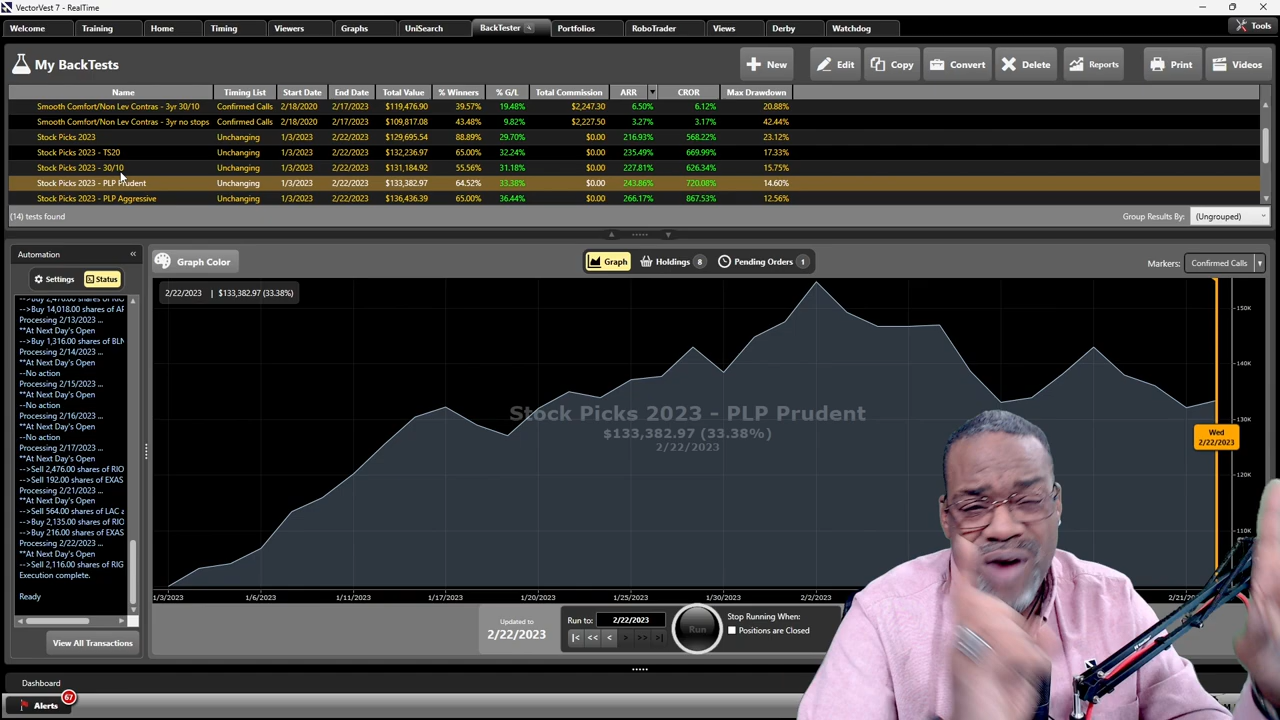 VectorVest 7 - RealTime
Welcome Training Home Timing Viewers Graphs UniSearch BackTester Portfolios RoboTrader Views Derby Watchdog Tools
My BackTests New Edit Copy Convert Delete Reports Print Videos
Name Timing List Start Date End Date Total Value % Winners % G/L Total Commission ARR CROR Max Drawdown
Smooth Comfort/Non Lev Contras - 3yr 30/10 Confirmed Calls 2/18/2020 2/17/2023 $119,476.90 39.57% 19.48% $2,247.30 6.50% 6.12% 20.88%
Smooth Comfort/Non Lev Contras - 3yr no stops Confirmed Calls 2/18/2020 2/17/2023 $109,817.08 43.48% 9.82% $2,227.50 3.27% 3.17% 42.44%
Stock Picks 2023 Unchanging 1/3/2023 2/22/2023 $129,695.54 88.89% 29.70% $0.00 216.93% 568.22% 23.12%
Stock Picks 2023 - TS20 Unchanging 1/3/2023 2/22/2023 $132,236.97 65.00% 32.24% $0.00 235.49% 669.99% 17.33%
Stock Picks 2023 - 30/10 Unchanging 1/3/2023 2/22/2023 $131,184.92 55.56% 31.18% $0.00 227.81% 626.34% 15.75%
Stock Picks 2023 - PLP Prudent Unchanging 1/3/2023 2/22/2023 $133,382.97 64.52% 33.38% $0.00 243.86% 720.08% 14.60%
Stock Picks 2023 - PLP Aggressive Unchanging 1/3/2023 2/22/2023 $136,436.39 65.00% 36.44% $0.00 266.17% 867.53% 12.56%
(14) tests found Group Results By: (Ungrouped)
Automation « Graph Color Graph Holdings 8 Pending Orders 1 Markers: Confirmed Calls
Settings Status
2/22/2023 | $133,382.97 (33.38%)
-->Buy 14,018.00 shares of AF
Processing 2/13/2023 ...
**At Next Day's Open
-->Buy 1,316.00 shares of BLN
Processing 2/14/2023 ...
**At Next Day's Open
--No action
Processing 2/15/2023 ...
**At Next Day's Open
--No action
Processing 2/16/2023 ...
**At Next Day's Open
--No action
Processing 2/17/2023 ...
**At Next Day's Open
-->Sell 2,476.00 shares of RIO
-->Sell 192.00 shares of EXAS
Processing 2/21/2023 ...
**At Next Day's Open
-->Sell 564.00 shares of LAC a
-->Buy 2,135.00 shares of RIO
-->Buy 216.00 shares of EXAS
Processing 2/22/2023 ...
**At Next Day's Open
-->Sell 2,116.00 shares of RIG
Execution complete.
Ready
View All Transactions
150K
140K
130K
120K
110K
Stock Picks 2023 - PLP Prudent
$133,382.97 (33.38%)
2/22/2023
Wed
2/22/2023
1/3/2023 1/6/2023 1/11/2023 1/17/2023 1/20/2023 1/25/2023 1/30/2023 2/2/2023 2/21/
Updated to
2/22/2023
Run to: 2/22/2023
|< << < > >> >|
Run
Stop Running When:
Positions are Closed
Dashboard
Alerts 67